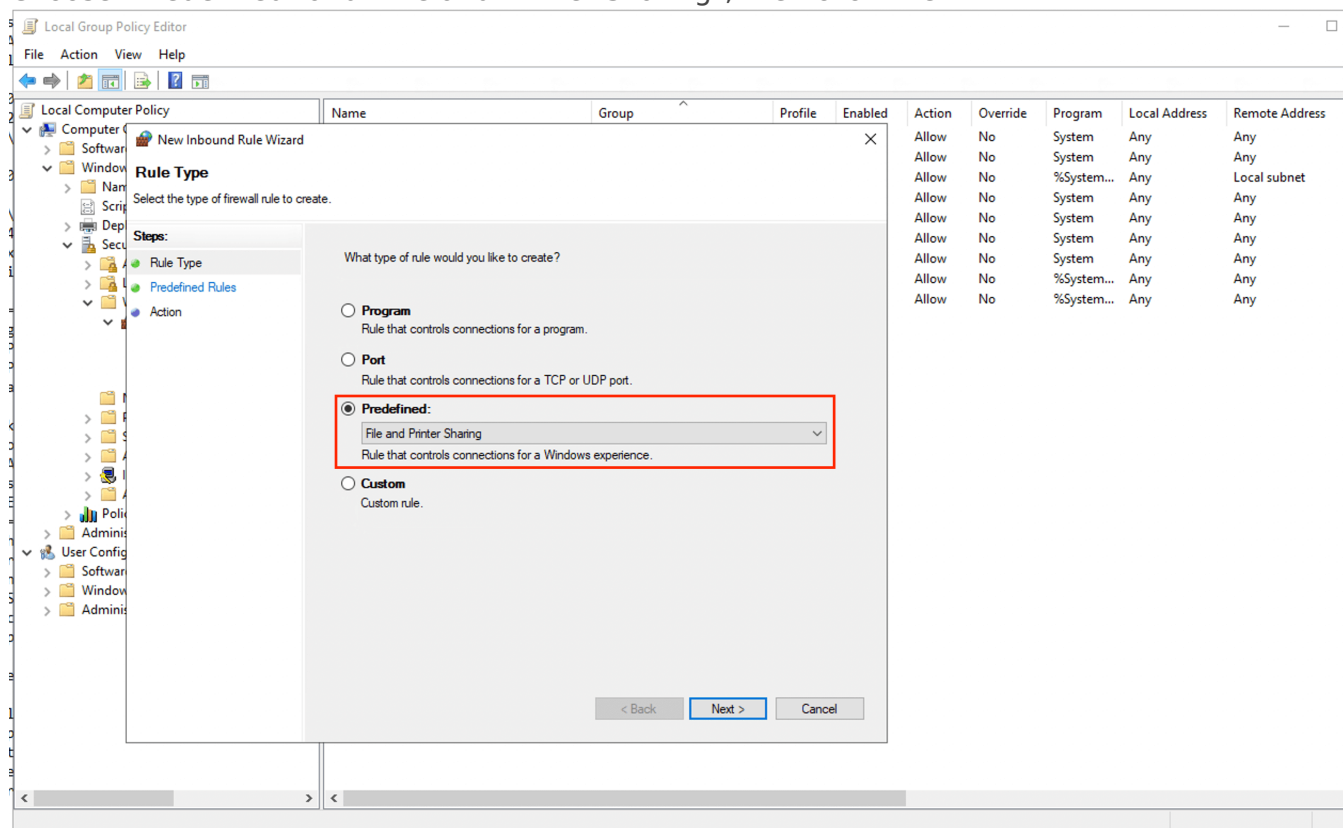 Local Group Policy Editor
File Action View Help
Local Computer Policy
Computer
Windov
Scrip
Secu
Polic
Adminis
User Config
Softwar
Window
Adminis
Name Group Profile Enabled Action Override Program Local Address Remote Address
Allow No System Any Any
Allow No System Any Any
Allow No %System... Any Local subnet
Allow No System Any Any
Allow No System Any Any
Allow No System Any Any
Allow No System Any Any
Allow No %System... Any Any
Allow No %System... Any Any
New Inbound Rule Wizard
Rule Type
Select the type of firewall rule to create.
Steps:
Rule Type
Predefined Rules
Action
What type of rule would you like to create?
Program
Rule that controls connections for a program.
Port
Rule that controls connections for a TCP or UDP port.
Predefined:
File and Printer Sharing
Rule that controls connections for a Windows experience.
Custom
Custom rule.
< Back Next > Cancel